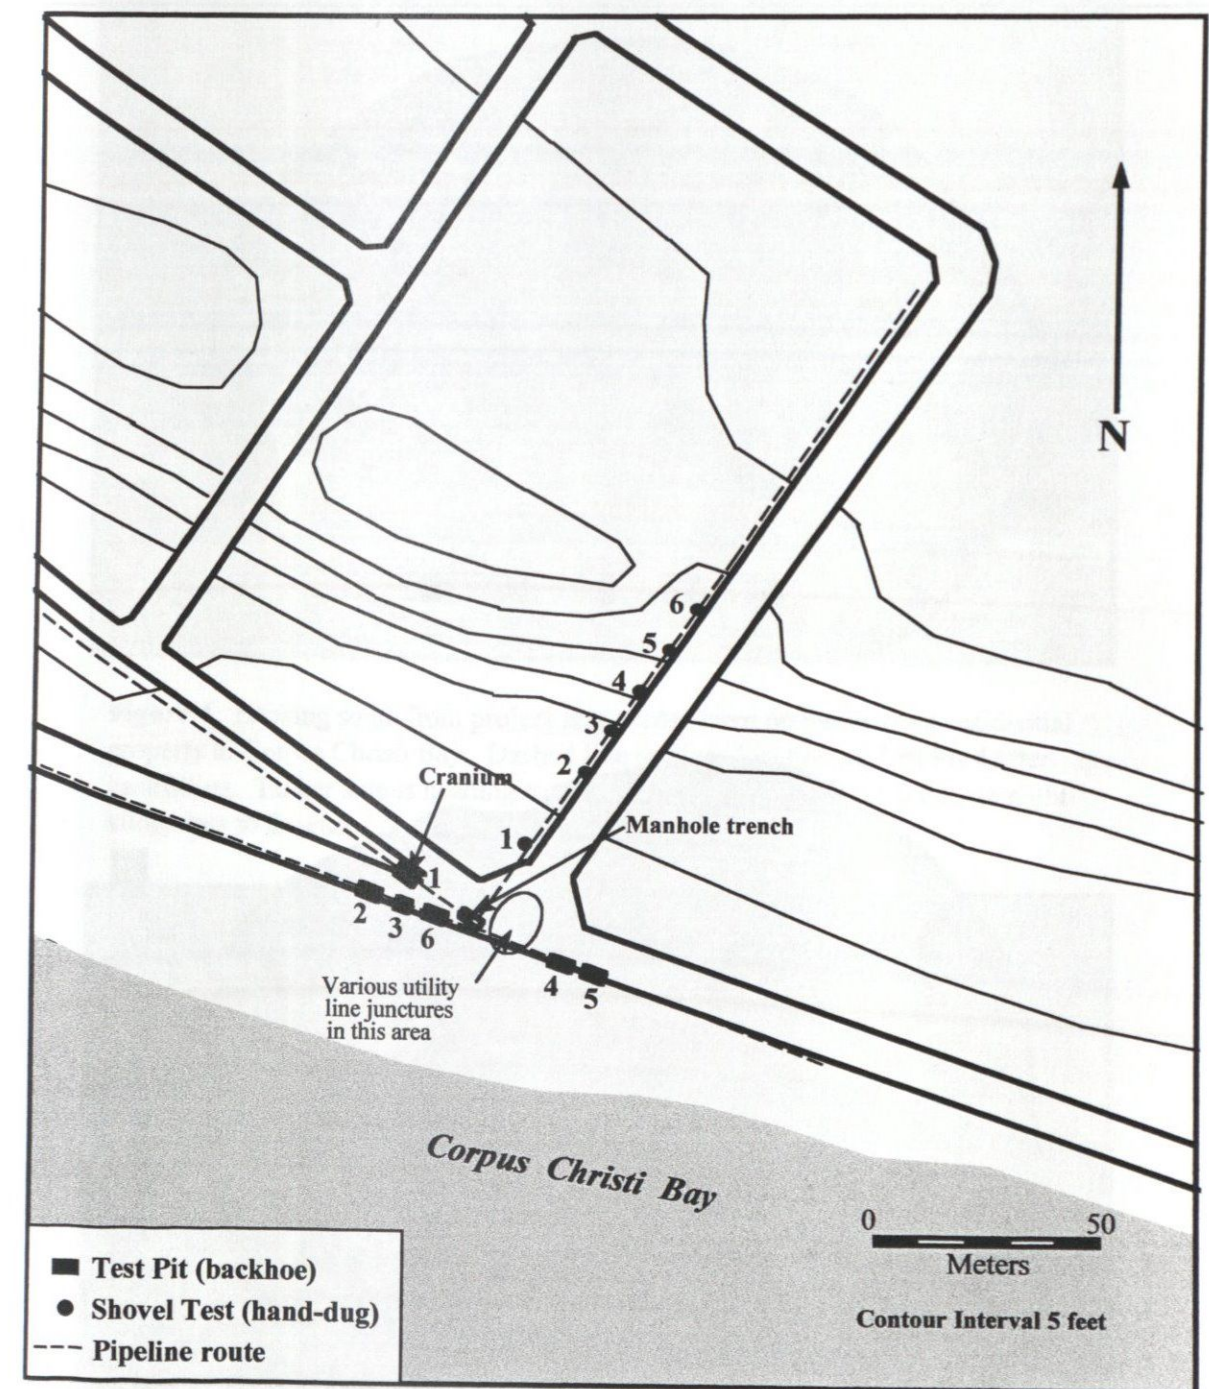 N
6
5
4
3
2
1
Cranium
Manhole trench
1
2
3
6
4
5
Various utility
line junctures
in this area
Corpus Christi Bay
0 50
Meters
Contour Interval 5 feet
Test Pit (backhoe)
Shovel Test (hand-dug)
Pipeline route